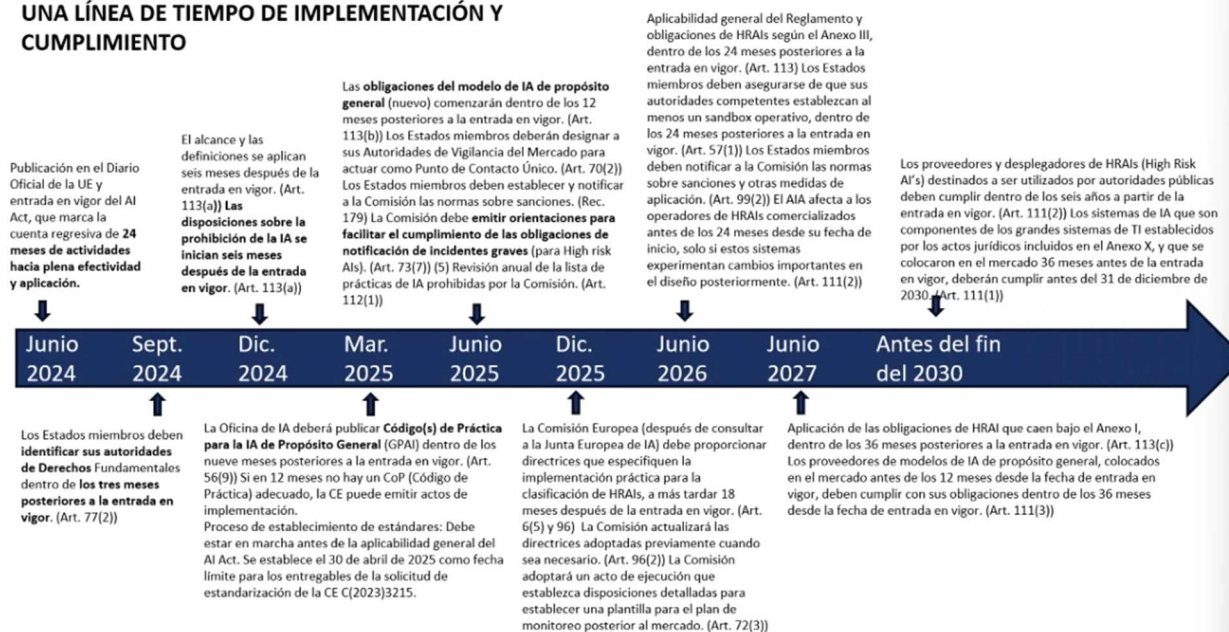 UNA LÍNEA DE TIEMPO DE IMPLEMENTACIÓN Y
CUMPLIMIENTO
Publicación en el Diario
Oficial de la UE y
entrada en vigor del AI
Act, que marca la
cuenta regresiva de 24
meses de actividades
hacia plena efectividad
y aplicación.
El alcance y las
definiciones se aplican
seis meses después de la
entrada en vigor. (Art.
113(a)) Las
disposiciones sobre la
prohibición de la IA se
inician seis meses
después de la entrada
en vigor. (Art. 113(a))
Las obligaciones del modelo de IA de propósito
general (nuevo) comenzarán dentro de los 12
meses posteriores a la entrada en vigor. (Art.
113(b)) Los Estados miembros deberán designar a
sus Autoridades de Vigilancia del Mercado para
actuar como Punto de Contacto Único. (Art. 70(2))
Los Estados miembros deben establecer y notificar
a la Comisión las normas sobre sanciones. (Rec.
179) La Comisión debe emitir orientaciones para
facilitar el cumplimiento de las obligaciones de
notificación de incidentes graves (para High risk
AIs). (Art. 73(7)) (5) Revisión anual de la lista de
prácticas de IA prohibidas por la Comisión. (Art.
112(1))
Aplicabilidad general del Reglamento y
obligaciones de HRAIs según el Anexo III,
dentro de los 24 meses posteriores a la
entrada en vigor. (Art. 113) Los Estados
miembros deben asegurarse de que sus
autoridades competentes establezcan al
menos un sandbox operativo, dentro de
los 24 meses posteriores a la entrada en
vigor. (Art. 57(1)) Los Estados miembros
deben notificar a la Comisión las normas
sobre sanciones y otras medidas de
aplicación. (Art. 99(2)) El AIA afecta a los
operadores de HRAIs comercializados
antes de los 24 meses desde su fecha de
inicio, solo si estos sistemas
experimentan cambios importantes en
el diseño posteriormente. (Art. 111(2))
Los proveedores y desplegadores de HRAIs (High Risk
AI's) destinados a ser utilizados por autoridades públicas
deben cumplir dentro de los seis años a partir de la
entrada en vigor. (Art. 111(2)) Los sistemas de IA que son
componentes de los grandes sistemas de TI establecidos
por los actos jurídicos incluidos en el Anexo X, y que se
colocaron en el mercado 36 meses antes de la entrada
en vigor, deberán cumplir antes del 31 de diciembre de
2030. (Art. 111(1))
Junio
2024
Sept.
2024
Dic.
2024
Mar.
2025
Junio
2025
Dic.
2025
Junio
2026
Junio
2027
Antes del fin
del 2030
Los Estados miembros deben
identificar sus autoridades
de Derechos Fundamentales
dentro de los tres meses
posteriores a la entrada en
vigor. (Art. 77(2))
La Oficina de IA deberá publicar Código(s) de Práctica
para la IA de Propósito General (GPAI) dentro de los
nueve meses posteriores a la entrada en vigor. (Art.
56(9)) Si en 12 meses no hay un CoP (Código de
Práctica) adecuado, la CE puede emitir actos de
implementación.
Proceso de establecimiento de estándares: Debe
estar en marcha antes de la aplicabilidad general del
AI Act. Se establece el 30 de abril de 2025 como fecha
límite para los entregables de la solicitud de
estandarización de la CE C(2023)3215.
La Comisión Europea (después de consultar
a la Junta Europea de IA) debe proporcionar
directrices que especifiquen la
implementación práctica para la
clasificación de HRAIs, a más tardar 18
meses después de la entrada en vigor. (Art.
6(5) y 96) La Comisión actualizará las
directrices adoptadas previamente cuando
sea necesario. (Art. 96(2)) La Comisión
adoptará un acto de ejecución que
establezca disposiciones detalladas para
establecer una plantilla para el plan de
monitoreo posterior al mercado. (Art. 72(3))
Aplicación de las obligaciones de HRAI que caen bajo el Anexo I,
dentro de los 36 meses posteriores a la entrada en vigor. (Art. 113(c))
Los proveedores de modelos de IA de propósito general, colocados
en el mercado antes de los 12 meses desde la fecha de entrada en
vigor, deben cumplir con sus obligaciones dentro de los 36 meses
desde la fecha de entrada en vigor. (Art. 111(3))